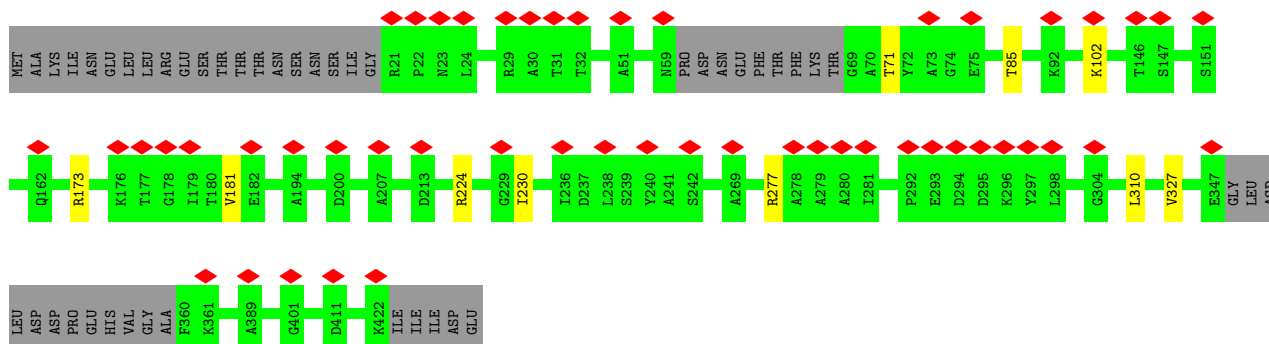 MET ALA LYS ILE ASN GLU LEU LEU ARG GLU SER THR THR THR ASN SER ASN SER ILE GLY R21 P22 N23 L24 R29 A30 T31 T32 A51 N59 PRO ASP ASN GLU PHE THR PHE LYS THR G69 A70 T71 Y72 A73 G74 E75 T85 K92 K102 T146 S147 S151
Q162 R173 K176 T177 G178 I179 T180 V181 E182 A194 D200 A207 D213 R224 G229 I230 I236 D237 L238 S239 Y240 A241 S242 A269 R277 A278 A279 A280 I281 P292 E293 D294 D295 K296 Y297 L298 G304 L310 V327 E347 GLY LEU
LEU ASP ASP PRO GLU HIS VAL GLY ALA F360 K361 A389 G401 D411 K422 ILE ILE ILE ASP GLU